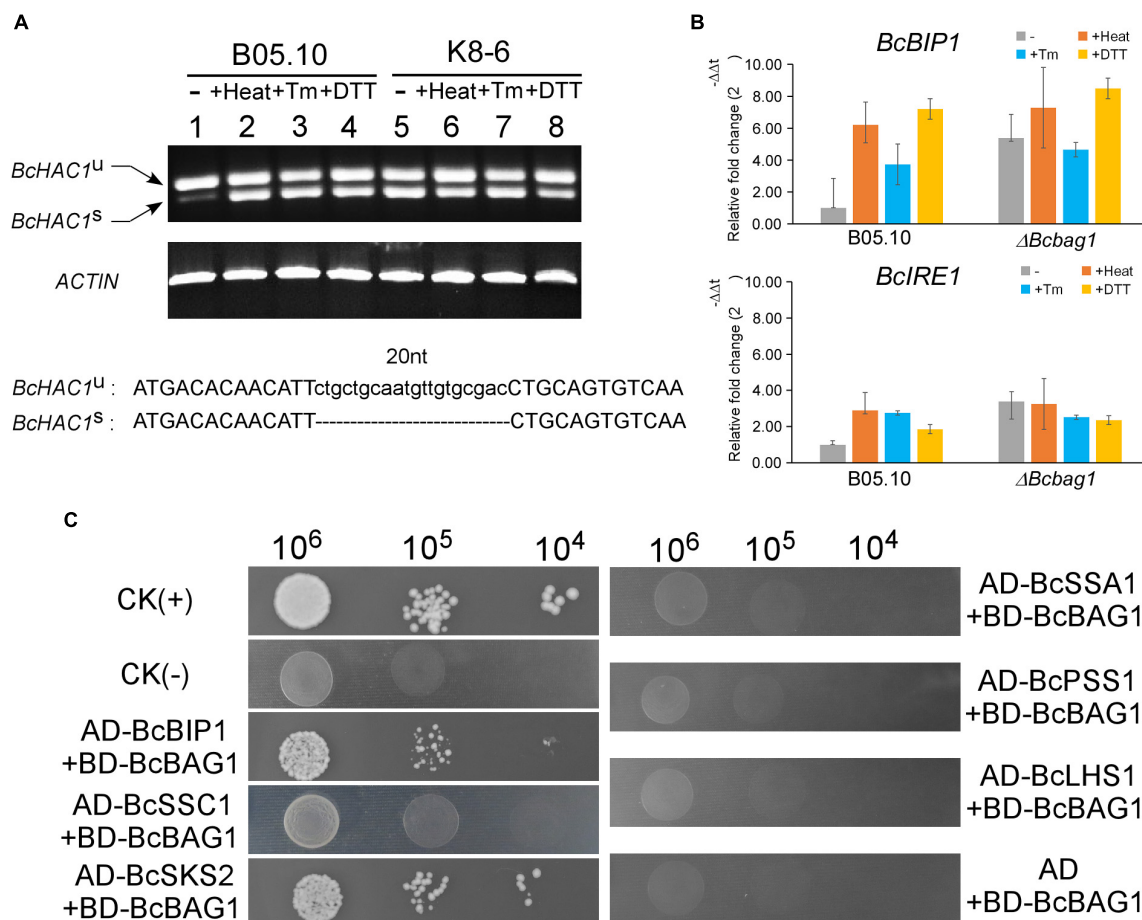 A
B05.10 K8-6
- +Heat +Tm +DTT - +Heat +Tm +DTT
1 2 3 4 5 6 7 8
BcHAC1u
BcHAC1s
ACTIN
20nt
BcHAC1u : ATGACACAACATTctgctgcaatgttgtgcgacCTGCAGTGTCAA
BcHAC1s : ATGACACAACATT--------------------------CTGCAGTGTCAA
B
BcBIP1
- +Heat
+Tm +DTT
Relative fold change (2-ΔΔt)
10.00
8.00
6.00
4.00
2.00
0.00
B05.10 ΔBcbag1
BcIRE1
- +Heat
+Tm +DTT
Relative fold change (2-ΔΔt)
10.00
8.00
6.00
4.00
2.00
0.00
B05.10 ΔBcbag1
C
10⁶ 10⁵ 10⁴
CK(+)
CK(-)
AD-BcBIP1
+BD-BcBAG1
AD-BcSSC1
+BD-BcBAG1
AD-BcSKS2
+BD-BcBAG1
10⁶ 10⁵ 10⁴
AD-BcSSA1
+BD-BcBAG1
AD-BcPSS1
+BD-BcBAG1
AD-BcLHS1
+BD-BcBAG1
AD
+BD-BcBAG1